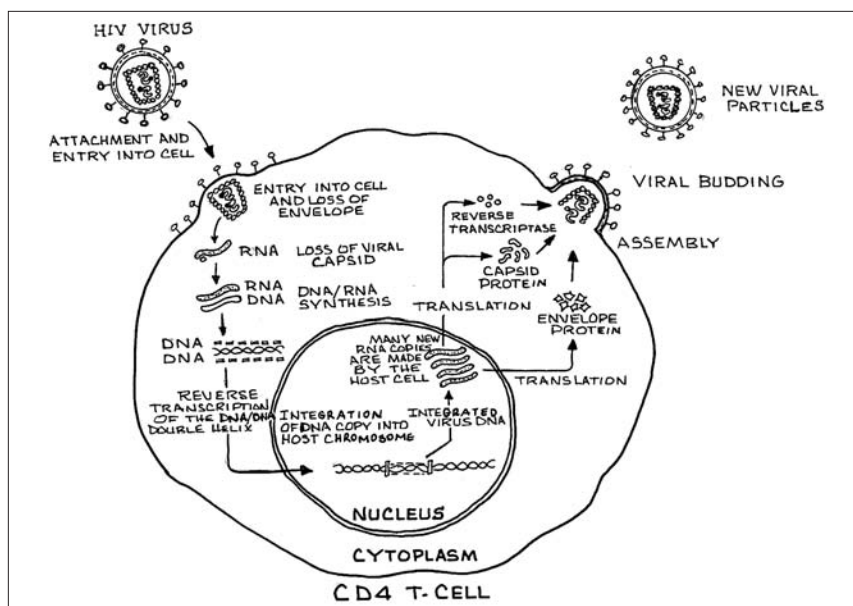 HIV VIRUS
ATTACHMENT AND
ENTRY INTO CELL
ENTRY INTO CELL
AND LOSS OF
ENVELOPE
RNA
LOSS OF VIRAL
CAPSID
RNA
DNA
DNA/RNA
SYNTHESIS
DNA
DNA
REVERSE
TRANSCRIPTION
OF THE DNA/DNA
DOUBLE HELIX
INTEGRATION
OF DNA COPY INTO
HOST CHROMOSOME
INTEGRATED
VIRUS DNA
MANY NEW
RNA COPIES
ARE MADE
BY THE
HOST CELL
TRANSLATION
REVERSE
TRANSCRIPTASE
CAPSID
PROTEIN
TRANSLATION
ENVELOPE
PROTEIN
ASSEMBLY
VIRAL BUDDING
NEW VIRAL
PARTICLES
NUCLEUS
CYTOPLASM
CD4 T-CELL